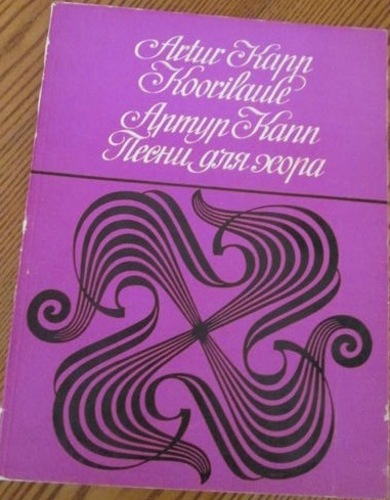 Artur Kapp
Koorilaule
Артур Капп
Песни для хора